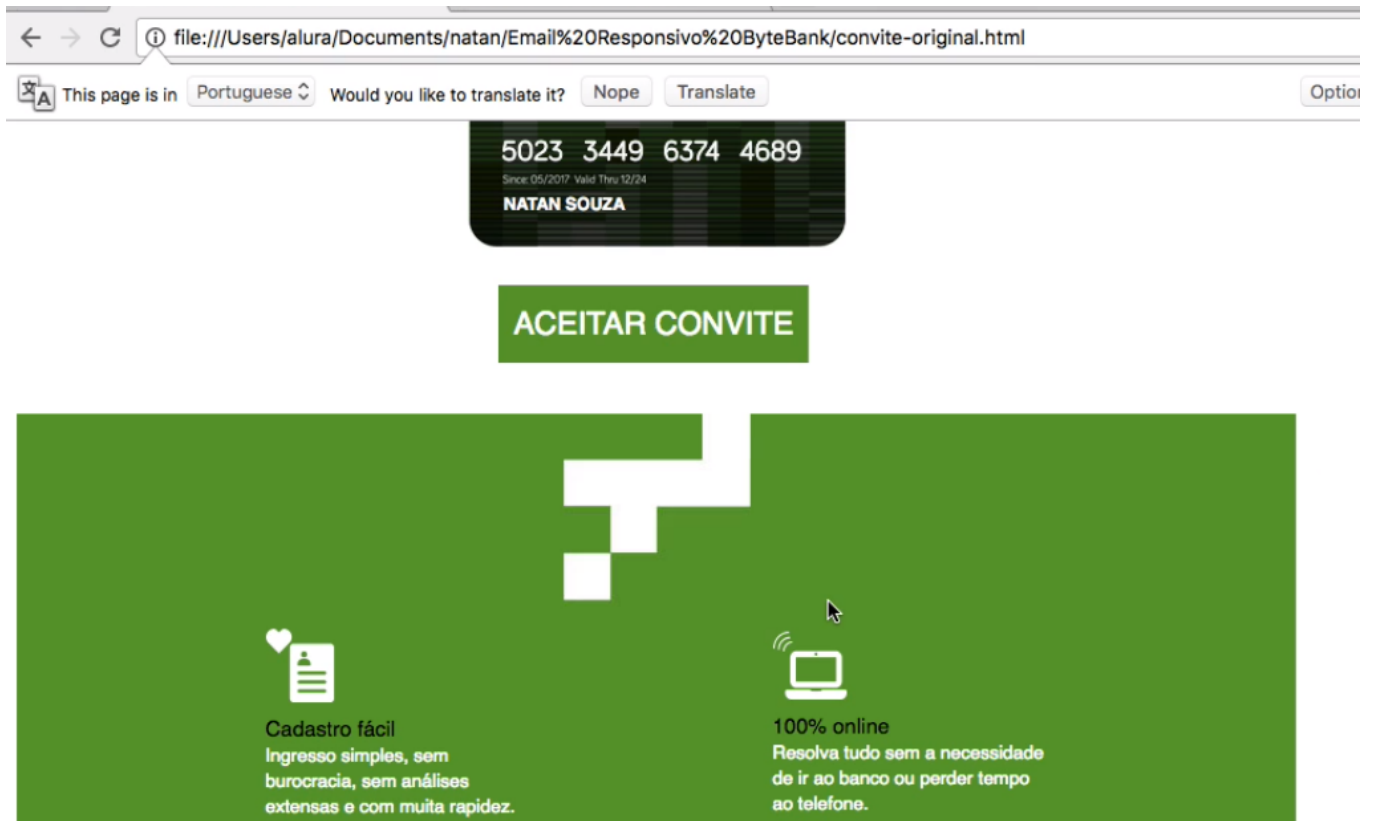 file:///Users/alura/Documents/natan/Email%20Responsivo%20ByteBank/convite-original.html
This page is in Portuguese Would you like to translate it? Nope Translate Option
5023 3449 6374 4689
Since: 05/2017 Valid Thru 12/24
NATAN SOUZA
ACEITAR CONVITE
Cadastro fácil
Ingresso simples, sem
burocracia, sem análises
extensas e com muita rapidez.
100% online
Resolva tudo sem a necessidade
de ir ao banco ou perder tempo
ao telefone.